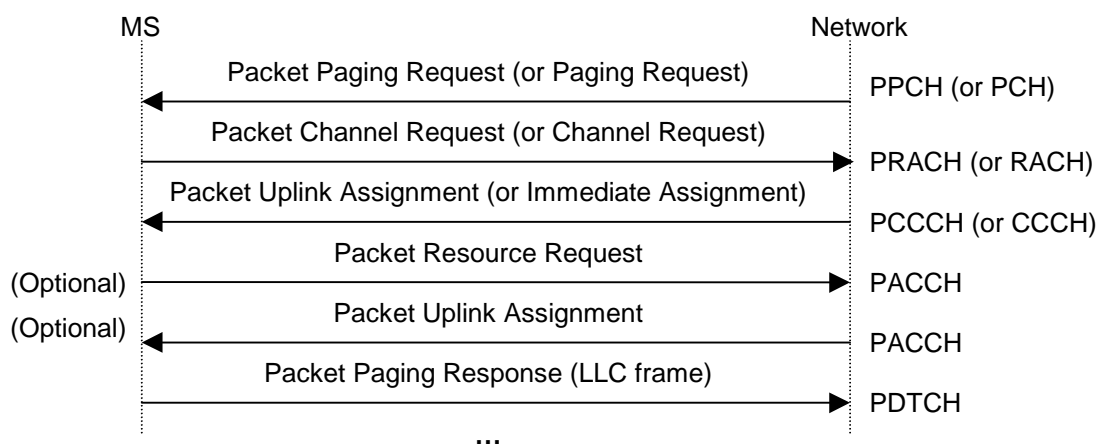 MS Network
Packet Paging Request (or Paging Request) PPCH (or PCH)
Packet Channel Request (or Channel Request) PRACH (or RACH)
Packet Uplink Assignment (or Immediate Assignment) PCCCH (or CCCH)
Packet Resource Request
(Optional) PACCH
(Optional) Packet Uplink Assignment
PACCH
Packet Paging Response (LLC frame)
PDTCH
...